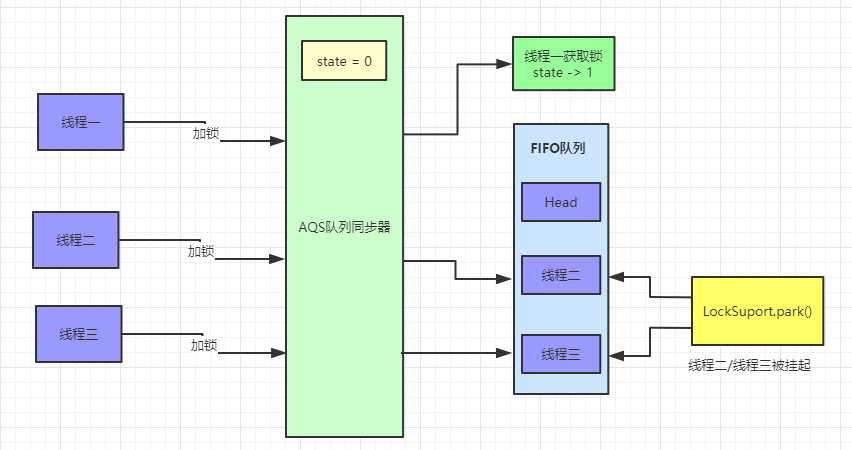 state = 0
线程一获取锁
state -> 1
线程一
加锁
FIFO队列
Head
AQS队列同步器
线程二
加锁
线程二
线程三
加锁
线程三
LockSuport.park()
线程二/线程三被挂起